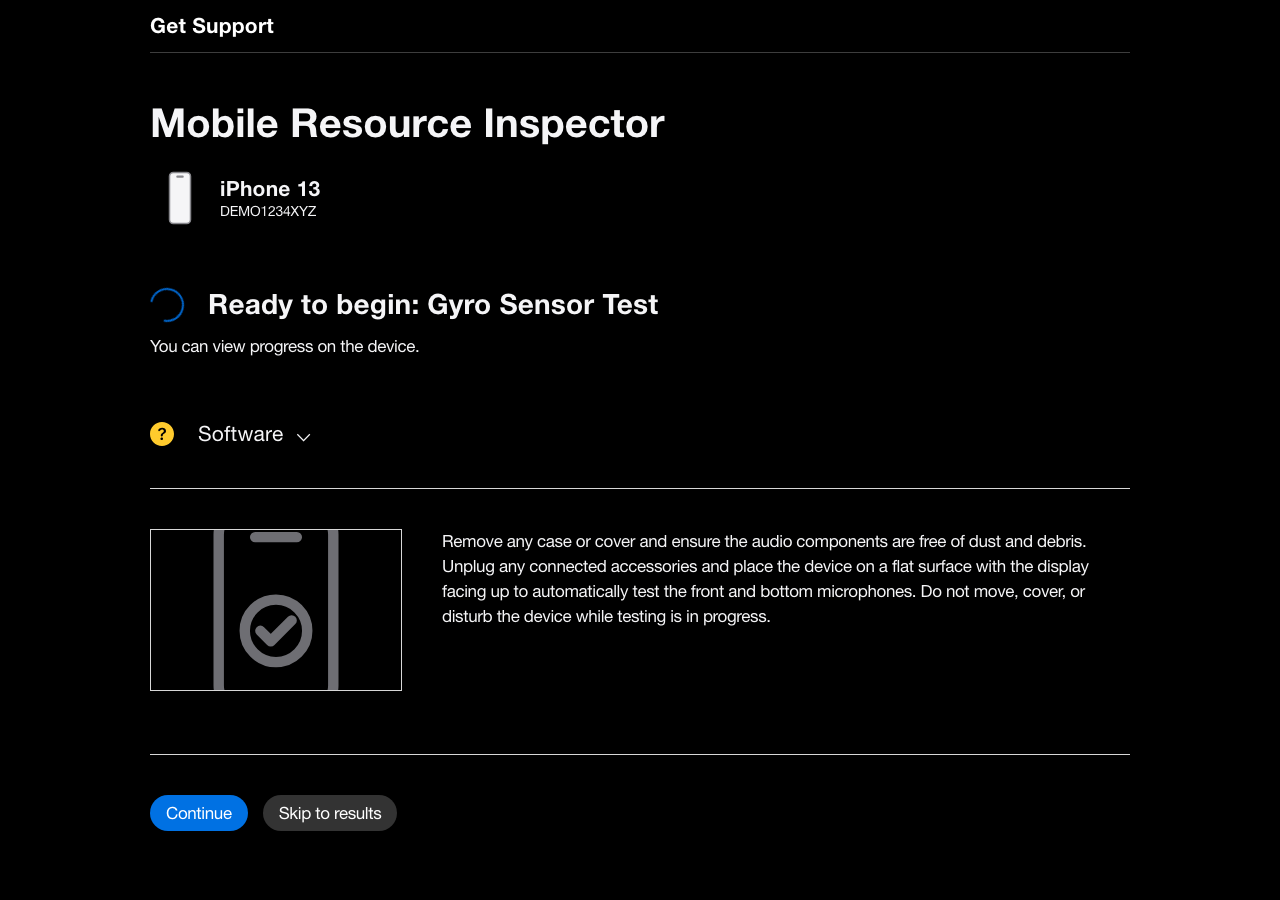 Get Support
Mobile Resource Inspector
iPhone 13
DEMO1234XYZ
Ready to begin: Gyro Sensor Test
You can view progress on the device.
? Software
Remove any case or cover and ensure the audio components are free of dust and debris.
Unplug any connected accessories and place the device on a flat surface with the display
facing up to automatically test the front and bottom microphones. Do not move, cover, or
disturb the device while testing is in progress.
Continue Skip to results